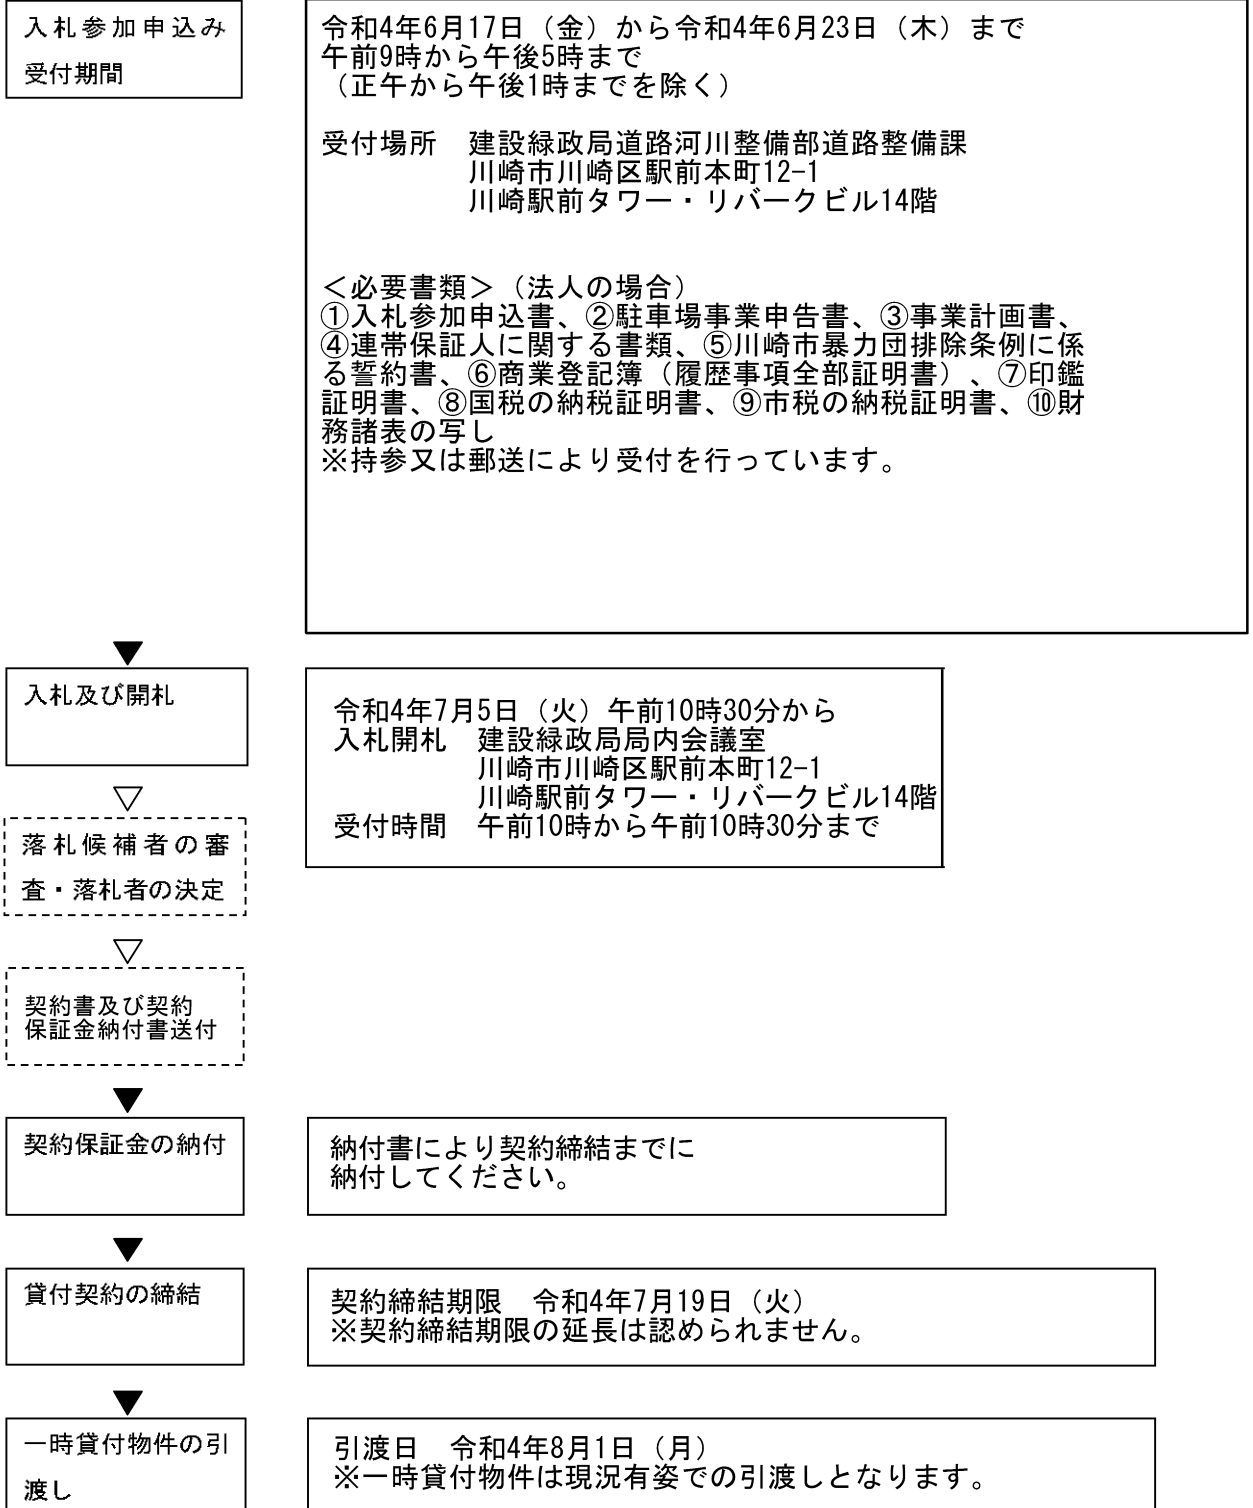 入札参加申込み
受付期間
令和4年6月17日（金）から令和4年6月23日（木）まで
午前9時から午後5時まで
（正午から午後1時までを除く）
受付場所　建設緑政局道路河川整備部道路整備課
川崎市川崎区駅前本町12−1
川崎駅前タワー・リバークビル14階
＜必要書類＞（法人の場合）
①入札参加申込書、②駐車場事業申告書、③事業計画書、
④連帯保証人に関する書類、⑤川崎市暴力団排除条例に係
る誓約書、⑥商業登記簿（履歴事項全部証明書）、⑦印鑑
証明書、⑧国税の納税証明書、⑨市税の納税証明書、⑩財
務諸表の写し
※持参又は郵送により受付を行っています。
▼
入札及び開札
令和4年7月5日（火）午前10時30分から
入札開札　建設緑政局局内会議室
川崎市川崎区駅前本町12−1
川崎駅前タワー・リバークビル14階
受付時間　午前10時から午前10時30分まで
▽
落札候補者の審
査・落札者の決定
▽
契約書及び契約
保証金納付書送付
▼
契約保証金の納付
納付書により契約締結までに
納付してください。
▼
貸付契約の締結
契約締結期限　令和4年7月19日（火）
※契約締結期限の延長は認められません。
▼
一時貸付物件の引
渡し
引渡日　令和4年8月1日（月）
※一時貸付物件は現況有姿での引渡しとなります。